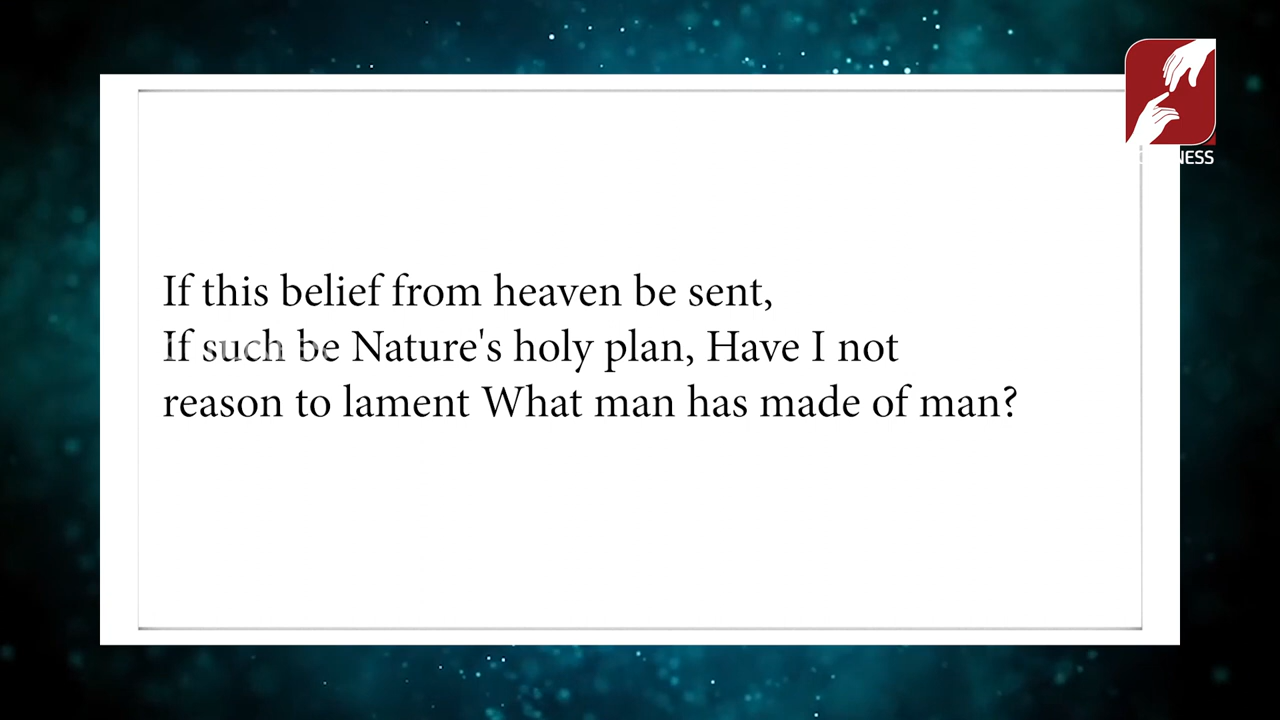 If this belief from heaven be sent,
If such be Nature's holy plan, Have I not
reason to lament What man has made of man?